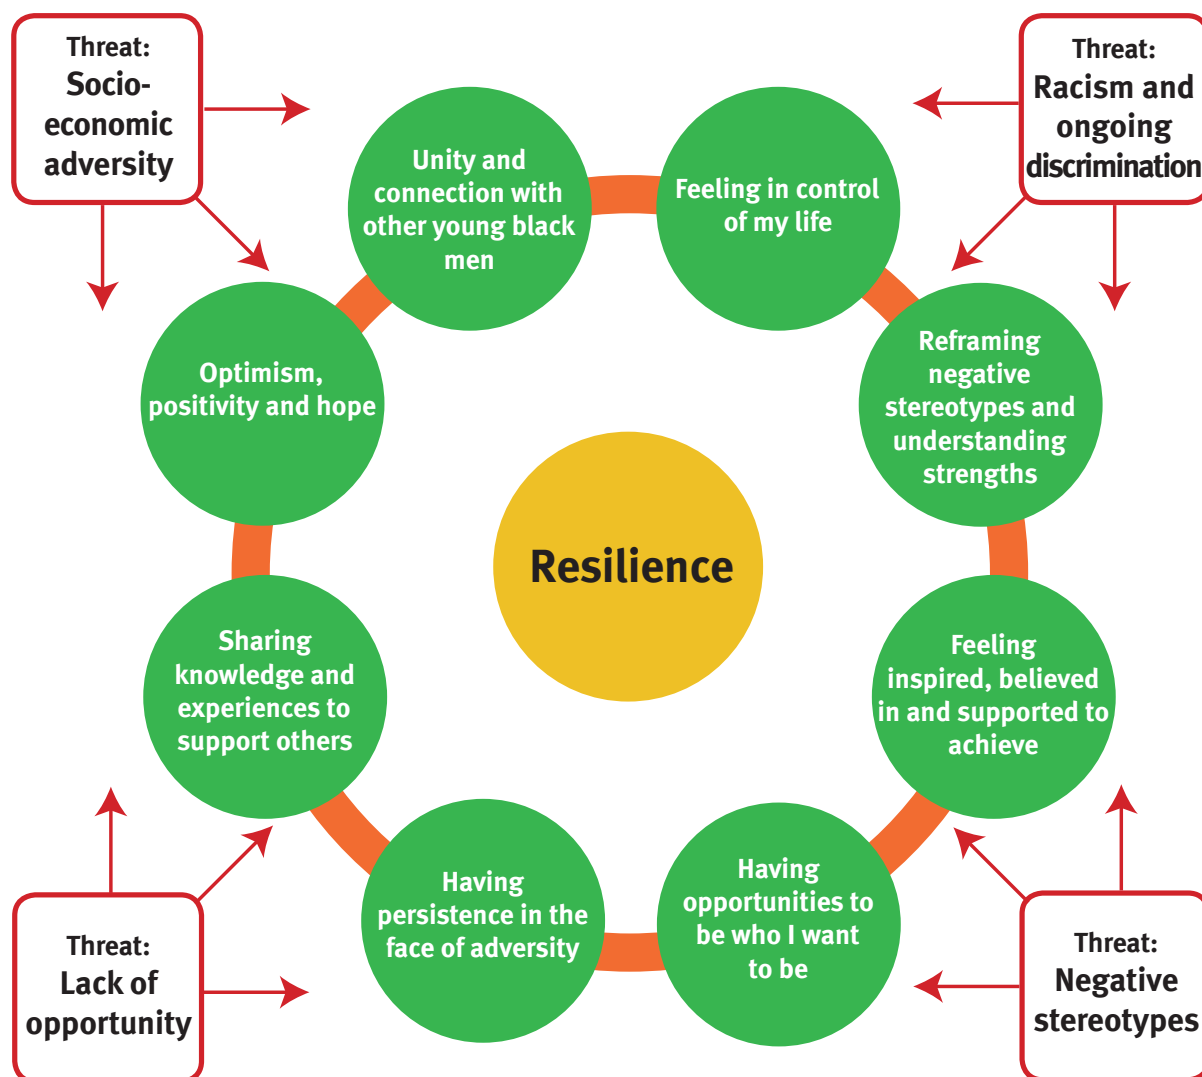 Threat:
Socio-
economic
adversity
Threat:
Racism and
ongoing
discrimination
Unity and
connection with
other young black
men
Feeling in control
of my life
Optimism,
positivity and hope
Reframing
negative
stereotypes and
understanding
strengths
Resilience
Sharing
knowledge and
experiences to
support others
Feeling
inspired, believed
in and supported to
achieve
Having
persistence in the
face of adversity
Having
opportunities to
be who I want
to be
Threat:
Lack of
opportunity
Threat:
Negative
stereotypes